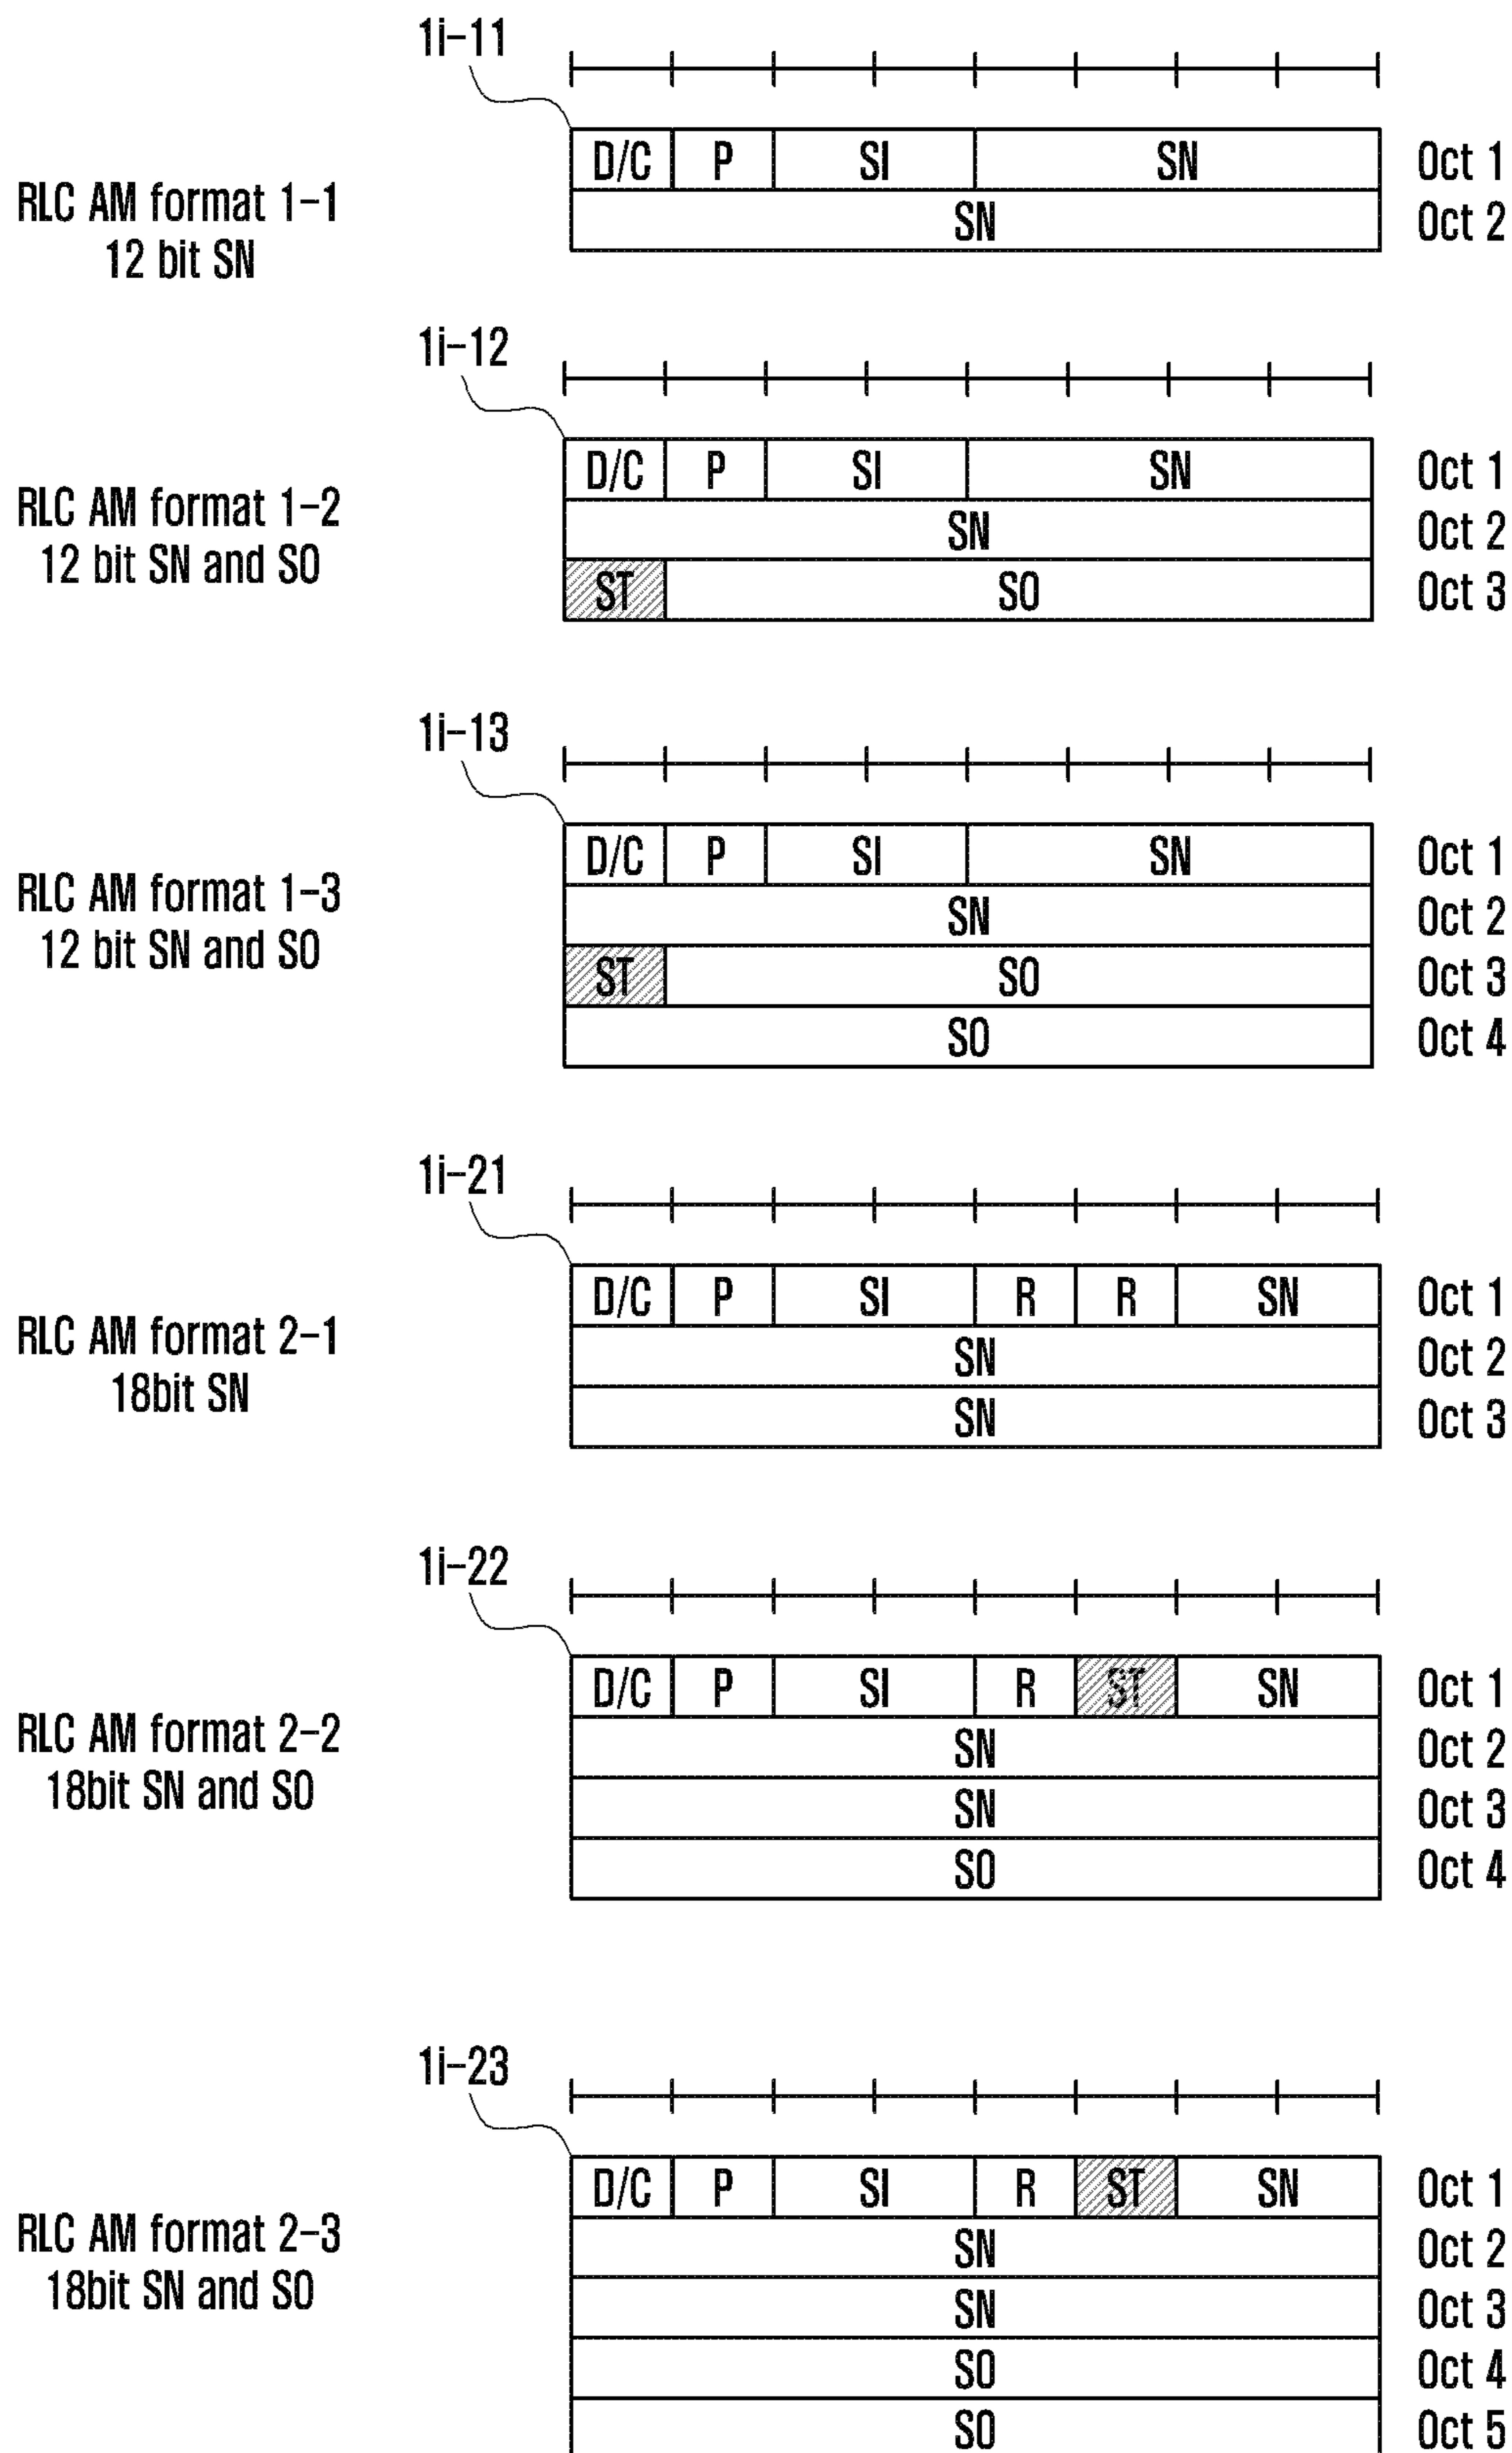 1i-11
D/C P SI SN Oct 1
RLC AM format 1-1
12 bit SN
SN Oct 2
1i-12
D/C P SI SN Oct 1
RLC AM format 1-2
12 bit SN and SO
SN Oct 2
ST SO Oct 3
1i-13
D/C P SI SN Oct 1
RLC AM format 1-3
12 bit SN and SO
SN Oct 2
ST SO Oct 3
SO Oct 4
1i-21
D/C P SI R R SN Oct 1
RLC AM format 2-1
18bit SN
SN Oct 2
SN Oct 3
1i-22
D/C P SI R ST SN Oct 1
RLC AM format 2-2
18bit SN and SO
SN Oct 2
SN Oct 3
SO Oct 4
1i-23
D/C P SI R ST SN Oct 1
RLC AM format 2-3
18bit SN and SO
SN Oct 2
SN Oct 3
SO Oct 4
SO Oct 5